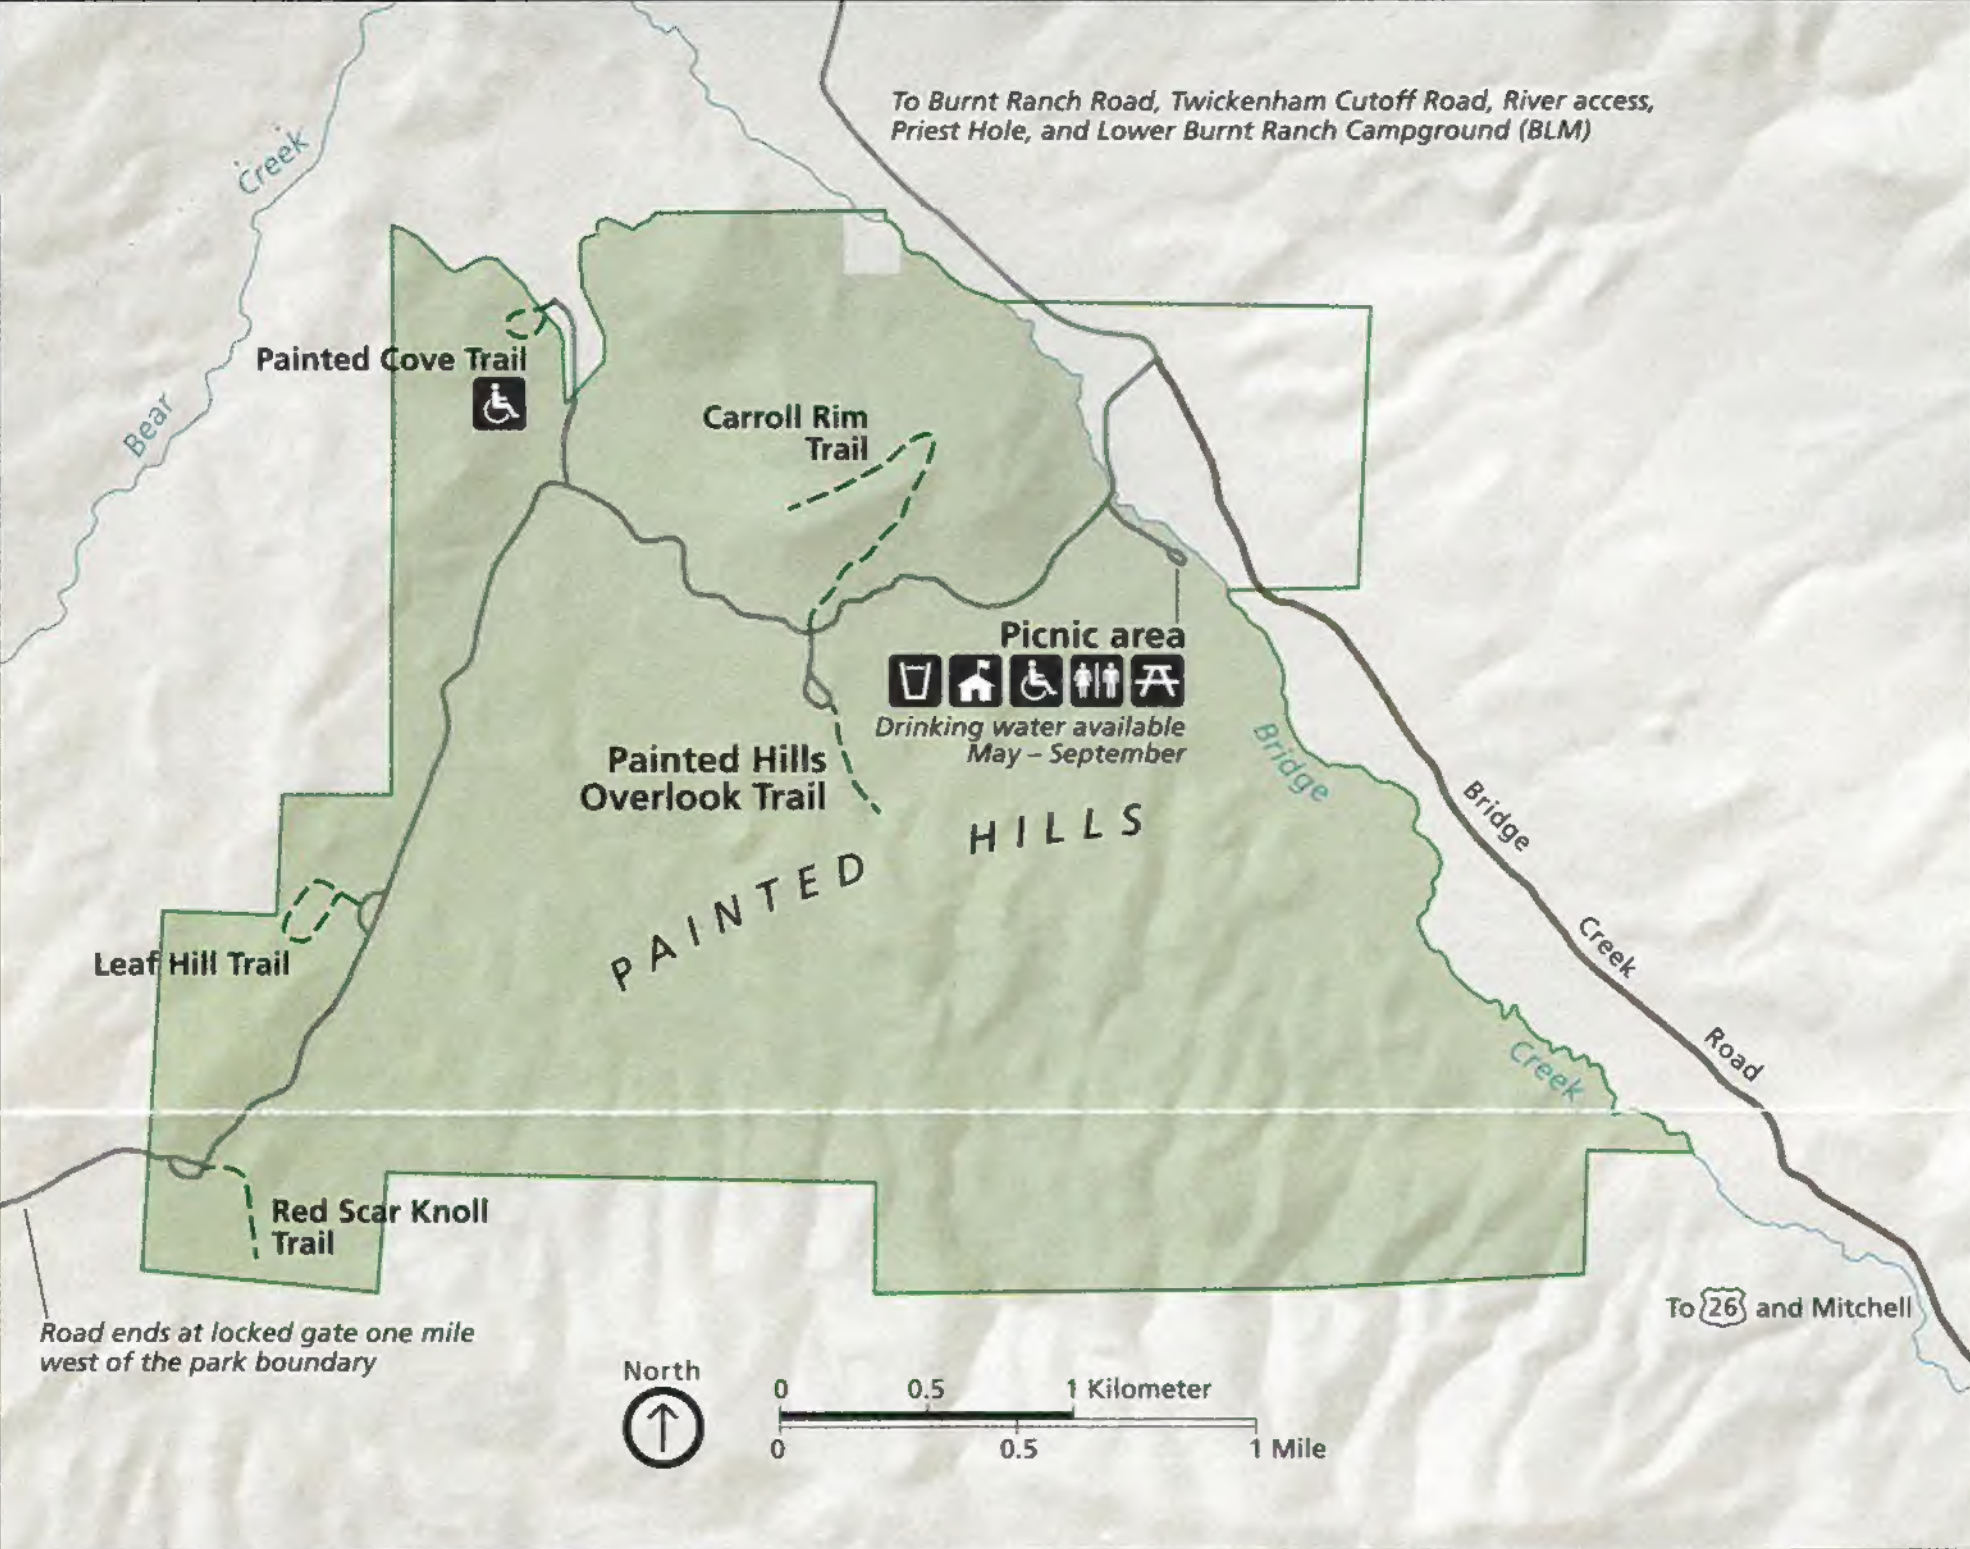 To Burnt Ranch Road, Twickenham Cutoff Road, River access,
Priest Hole, and Lower Burnt Ranch Campground (BLM)
Bear
Creek
Painted Cove Trail
Carroll Rim
Trail
Picnic area
Drinking water available
May – September
Painted Hills
Overlook Trail
PAINTED HILLS
Bridge
Creek
Bridge
Creek
Road
Leaf Hill Trail
Red Scar Knoll
Trail
Road ends at locked gate one mile
west of the park boundary
To 26 and Mitchell
North
0 0.5 1 Kilometer
0 0.5 1 Mile